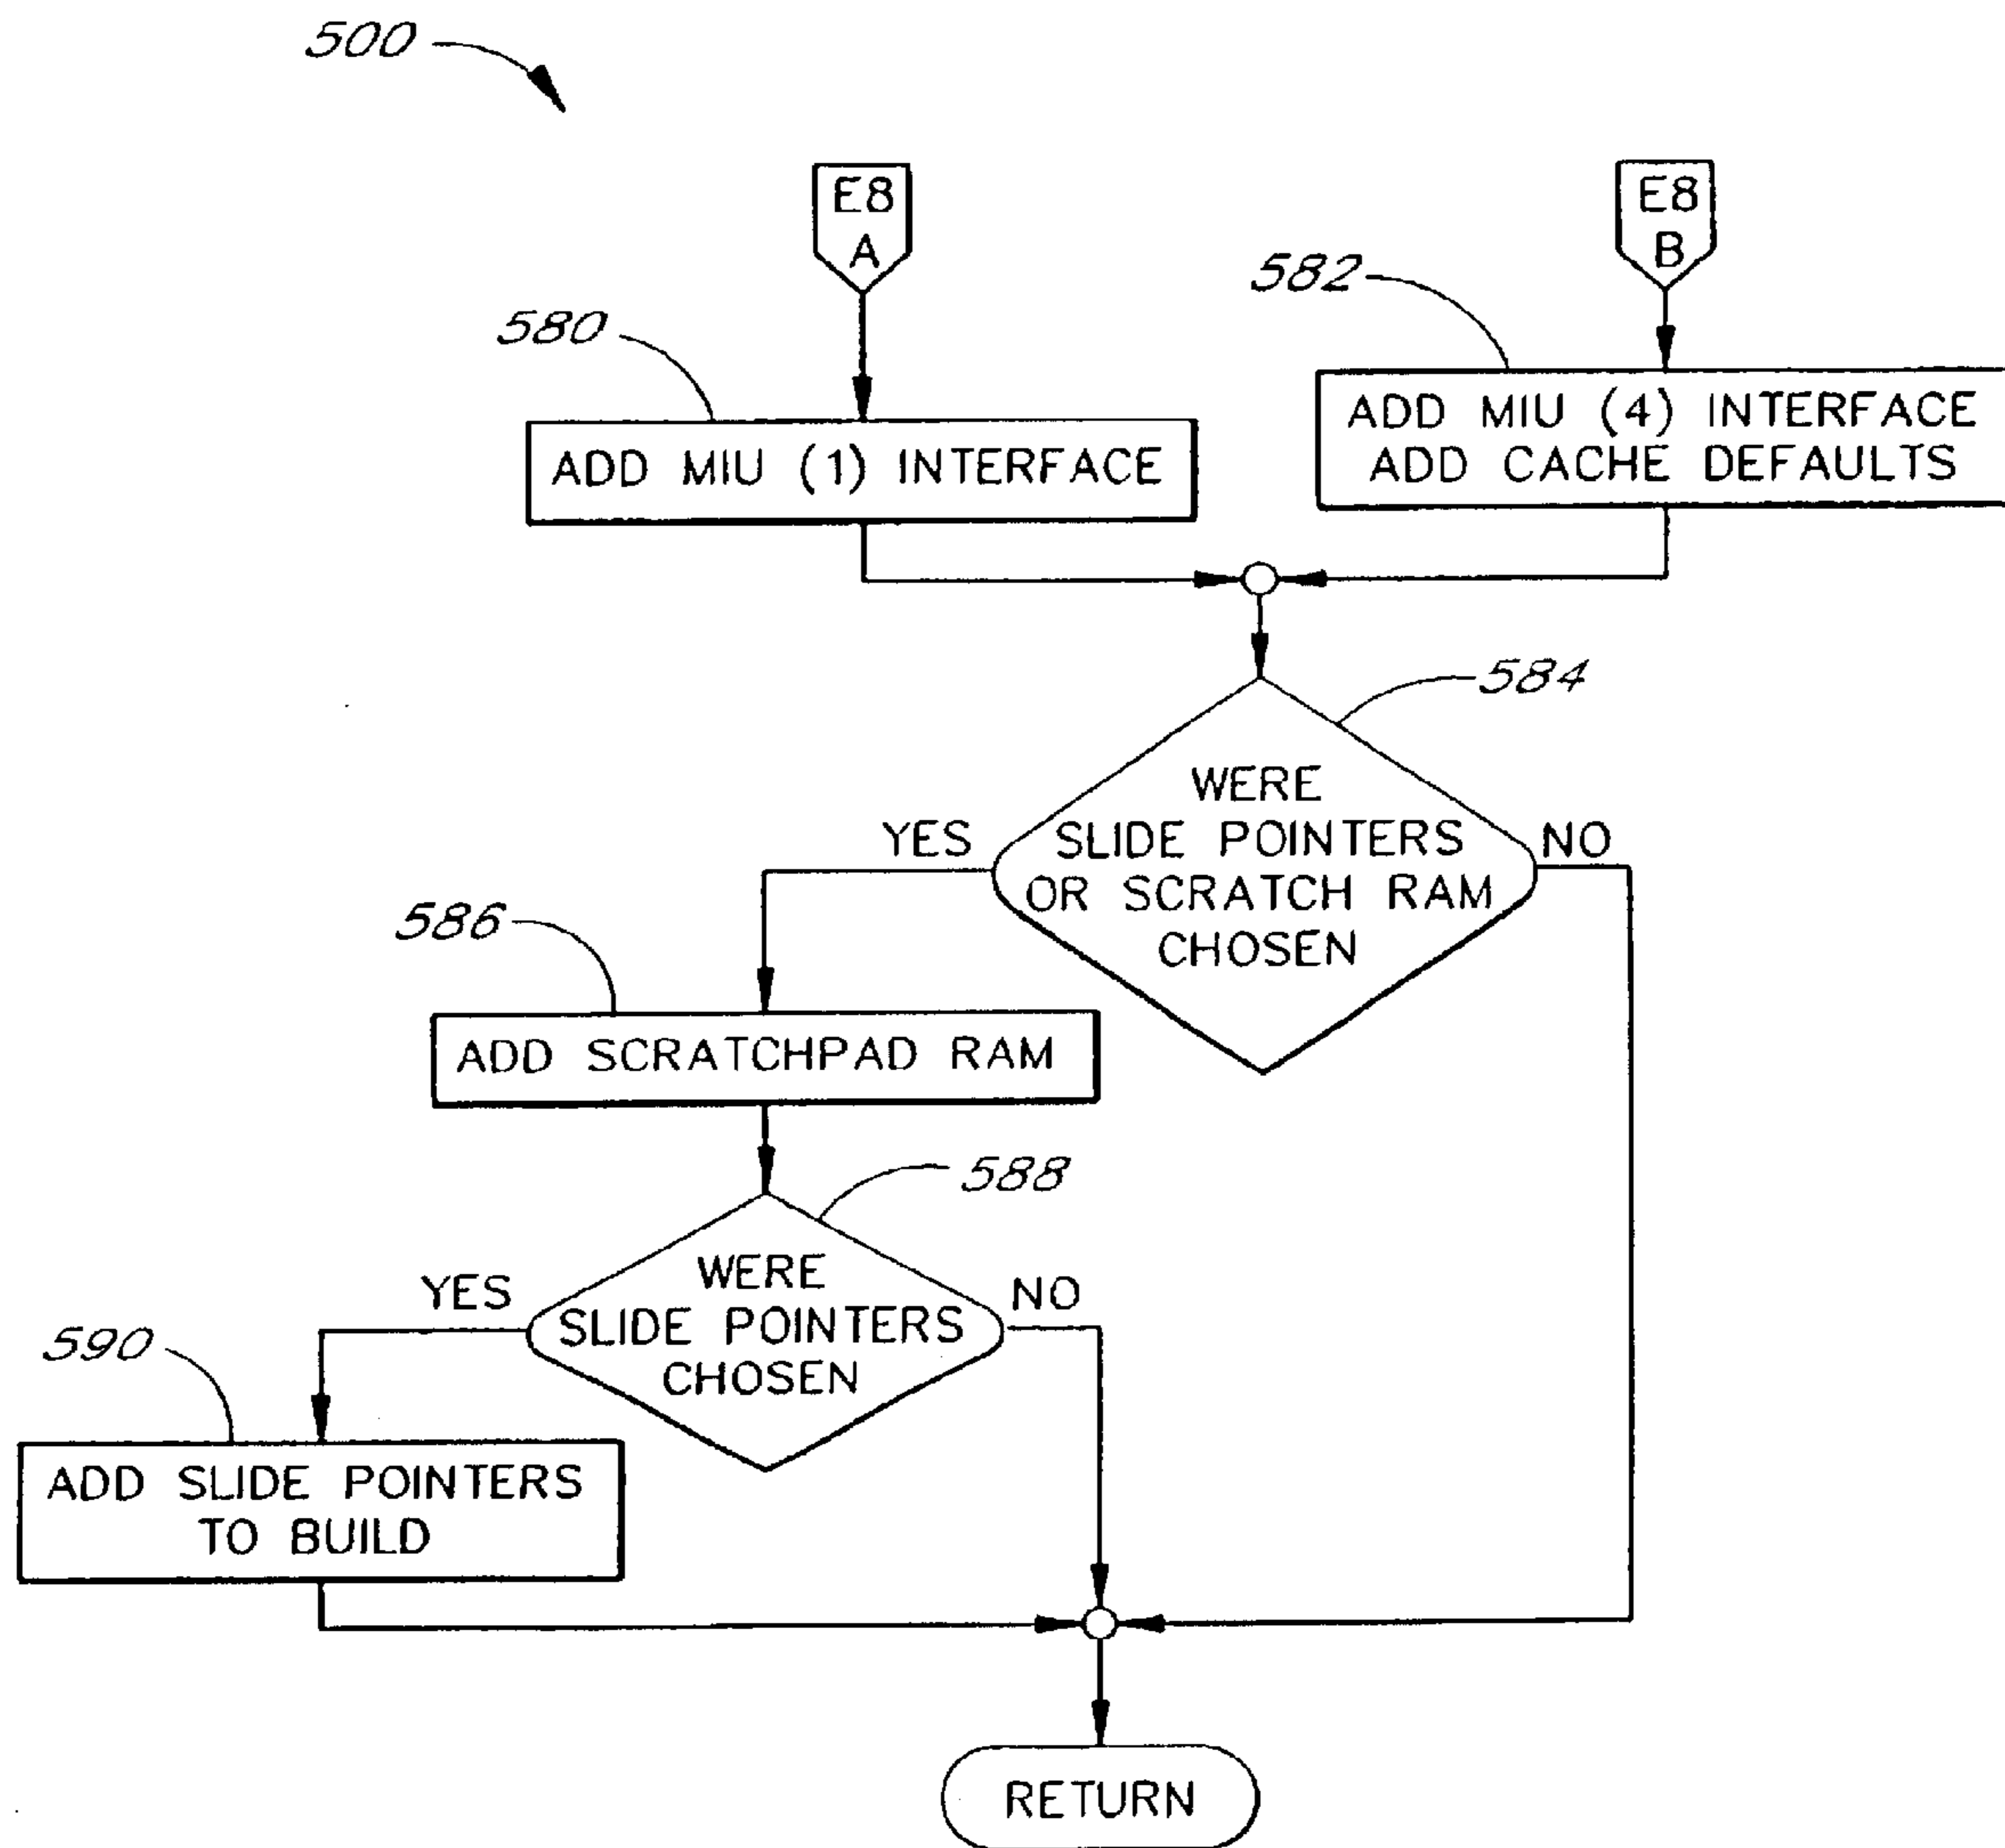 500
E8
A
E8
B
582
580
ADD MIU (4) INTERFACE
ADD CACHE DEFAULTS
ADD MIU (1) INTERFACE
584
WERE
SLIDE POINTERS
OR SCRATCH RAM
CHOSEN
YES
NO
586
ADD SCRATCHPAD RAM
588
WERE
SLIDE POINTERS
CHOSEN
YES
NO
590
ADD SLIDE POINTERS
TO BUILD
RETURN